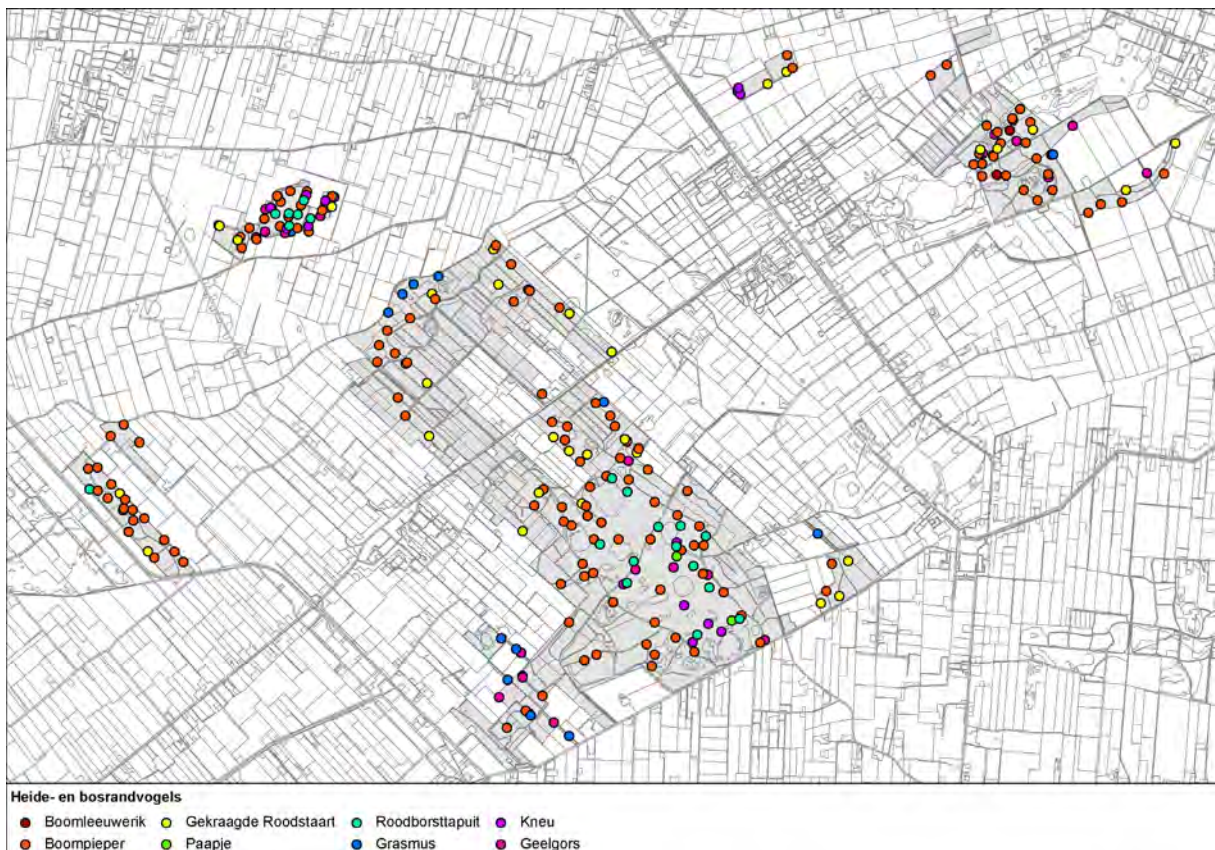 Heide- en bosrandvogels
Boomleeuwerik Gekraagde Roodstaart Roodborsttapuit Kneu
Boompieper Paapje Grasmus Geelgors